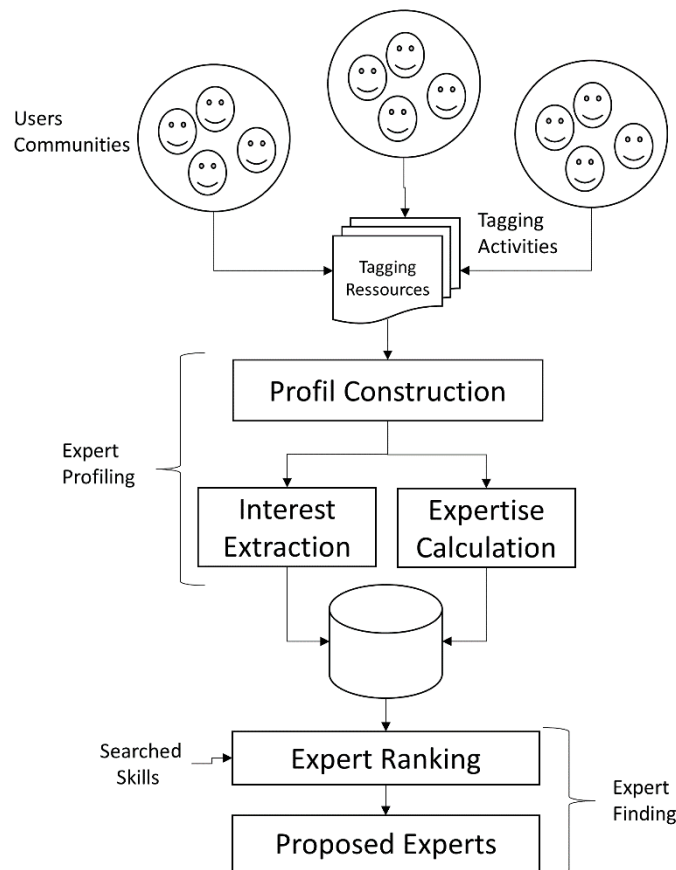 Users
Communities
Tagging
Activities
Tagging
Ressources
Profil Construction
Expert
Profiling
Interest
Extraction
Expertise
Calculation
Searched
Skills
Expert Ranking
Expert
Finding
Proposed Experts